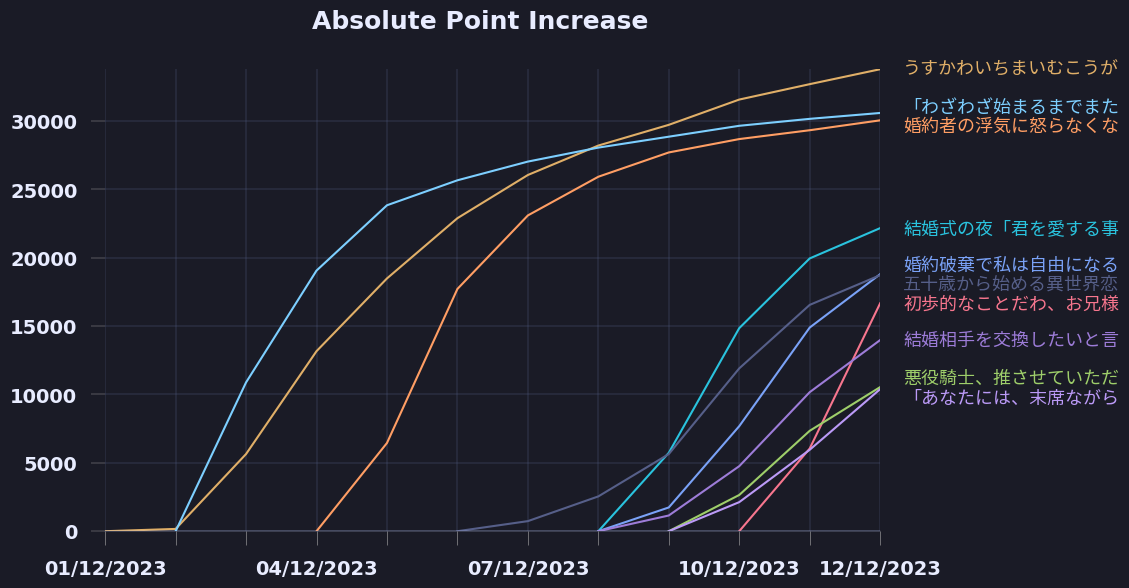 Absolute Point Increase
うすかわいちまいむこうが
「わざわざ始まるまでまた
婚約者の浮気に怒らなくな
結婚式の夜「君を愛する事
婚約破棄で私は自由になる
五十歳から始める異世界恋
初歩的なことだわ、お兄様
結婚相手を交換したいと言
悪役騎士、推させていただ
「あなたには、末席ながら
30000
25000
20000
15000
10000
5000
0
01/12/2023 04/12/2023 07/12/2023 10/12/2023 12/12/2023